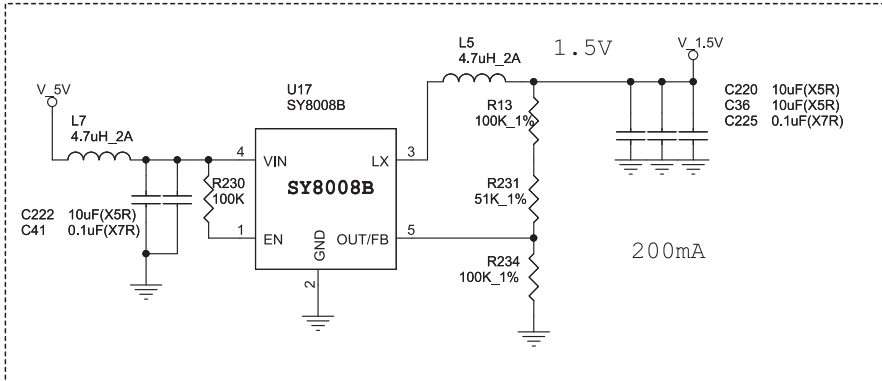 L5
4.7uH_2A
1.5V
V_1.5V
V_5V
U17
SY8008B
C220 10uF(X5R)
C36 10uF(X5R)
C225 0.1uF(X7R)
R13
100K_1%
L7
4.7uH_2A
4
VIN
LX
3
R230
100K
SY8008B
R231
51K_1%
C222 10uF(X5R)
C41 0.1uF(X7R)
1
EN
GND
OUT/FB
5
200mA
R234
100K_1%
2